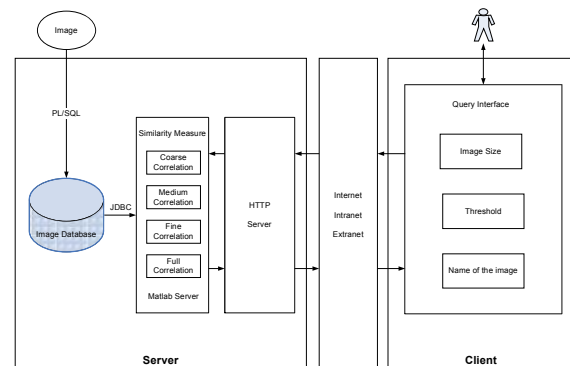 Image
PL/SQL
Image Database
JDBC
Similarity Measure
Coarse
Correlation
Medium
Correlation
Fine
Correlation
Full
Correlation
Matlab Server
HTTP
Server
Server
Internet
Intranet
Extranet
Query Interface
Image Size
Threshold
Name of the image
Client